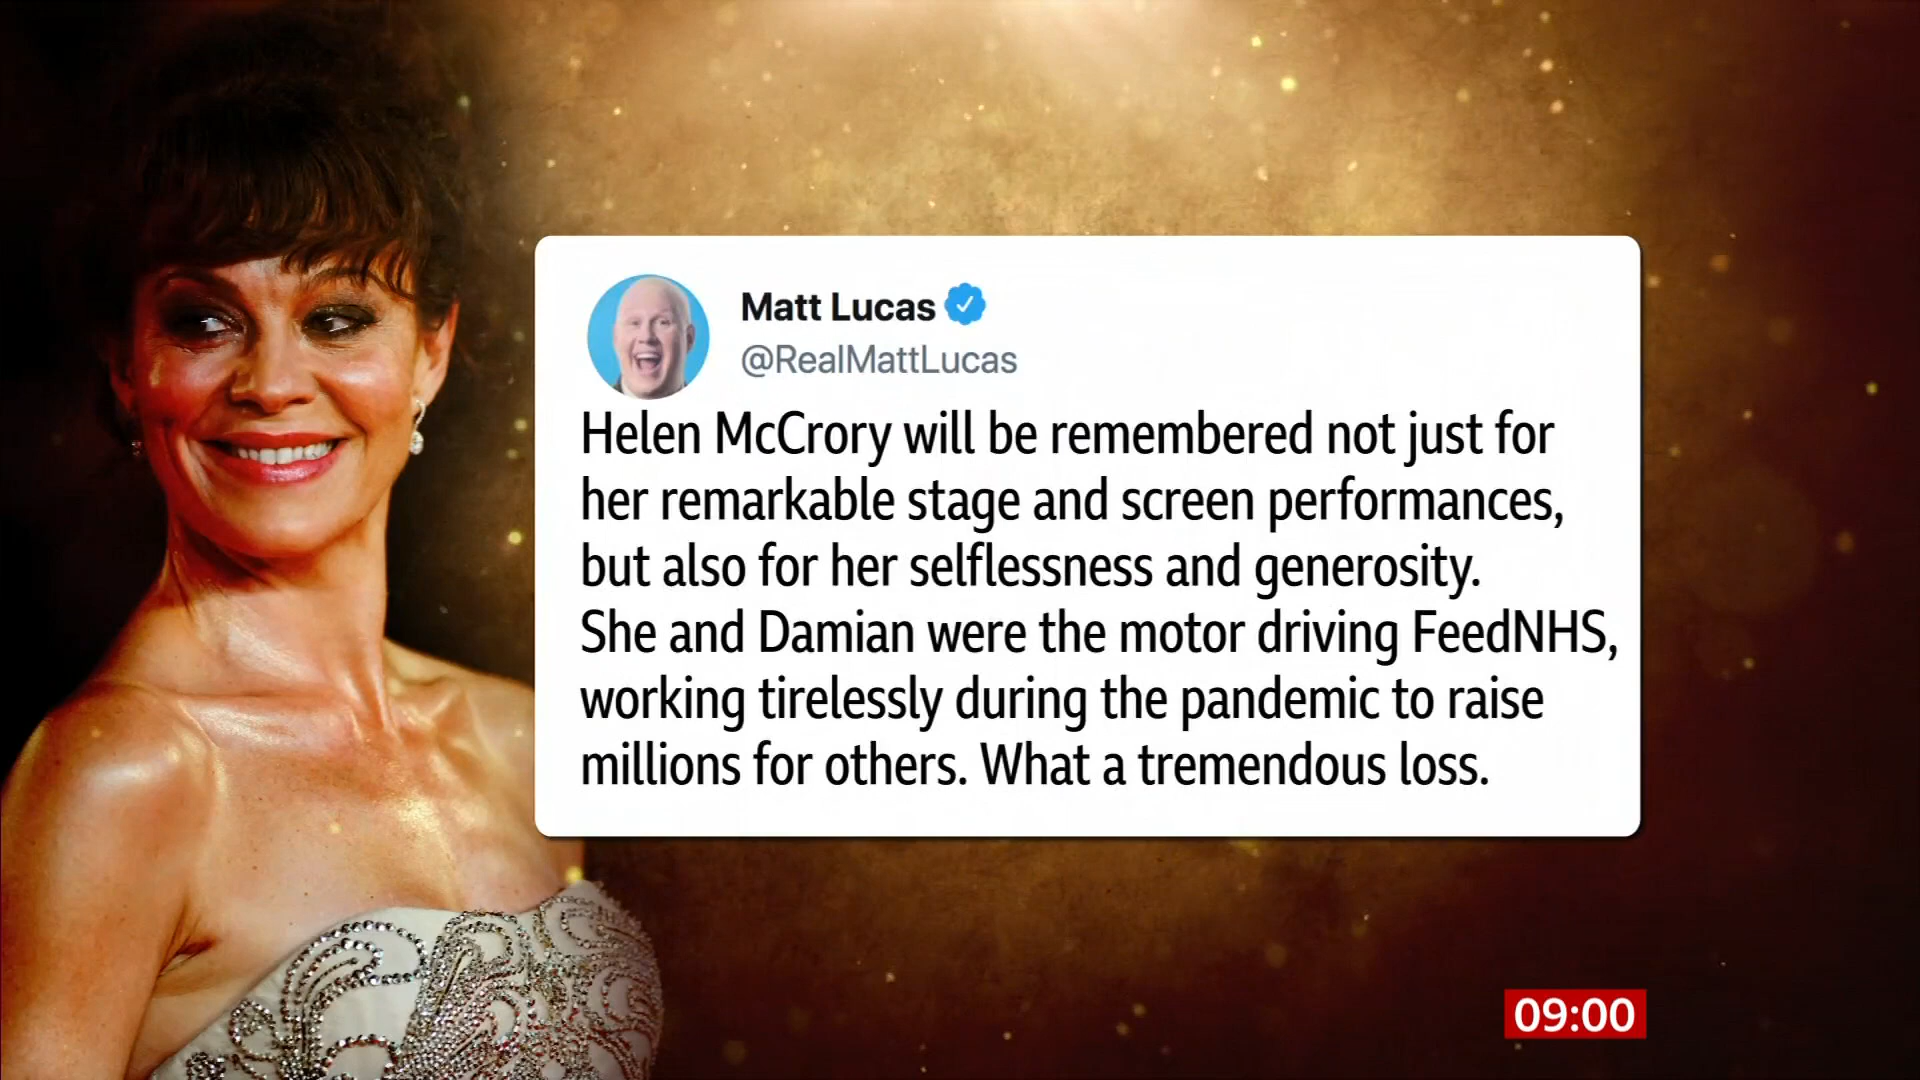 Matt Lucas
@RealMattLucas
Helen McCrory will be remembered not just for
her remarkable stage and screen performances,
but also for her selflessness and generosity.
She and Damian were the motor driving FeedNHS,
working tirelessly during the pandemic to raise
millions for others. What a tremendous loss.
09:00